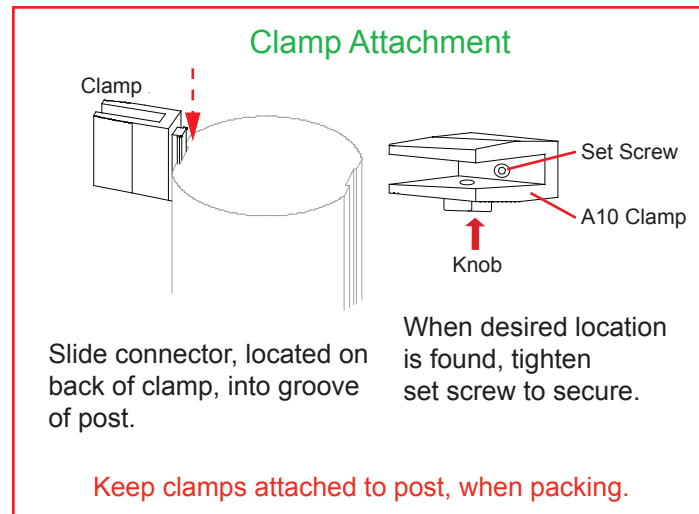 Clamp Attachment
Clamp
Set Screw
A10 Clamp
Knob
Slide connector, located on
back of clamp, into groove
of post.
When desired location
is found, tighten
set screw to secure.
Keep clamps attached to post, when packing.